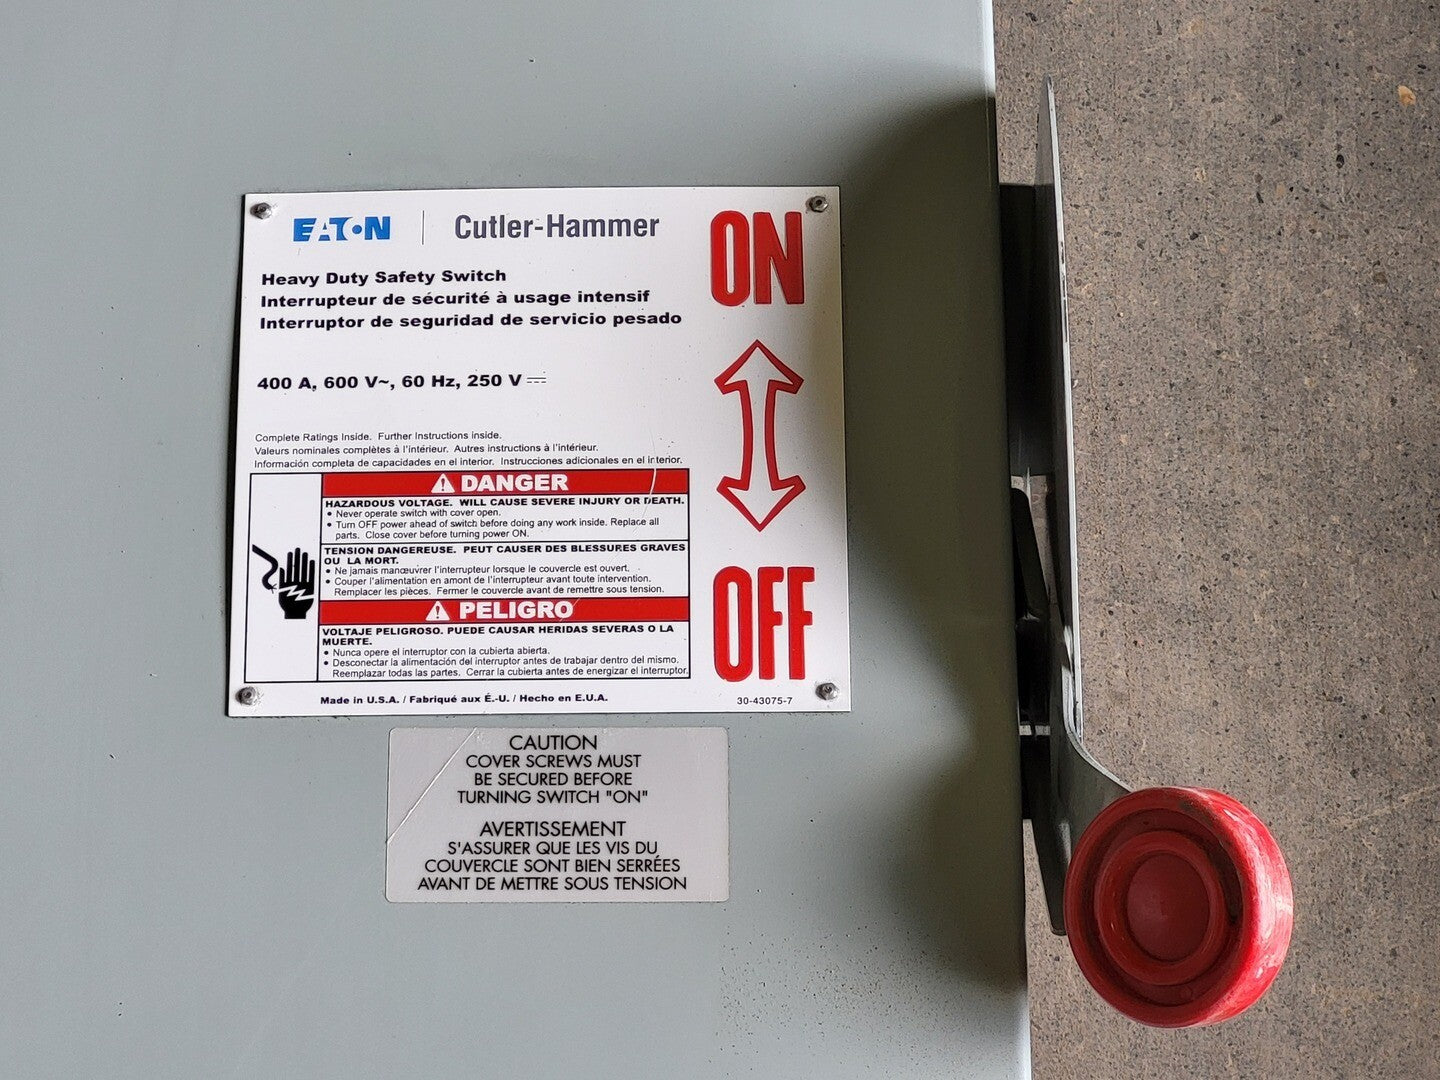 EATON | Cutler-Hammer
ON
Heavy Duty Safety Switch
Interrupteur de sécurité à usage intensif
Interruptor de seguridad de servicio pesado
400 A, 600 V~, 60 Hz, 250 V ⎓
Complete Ratings Inside. Further Instructions inside.
Valeurs nominales complètes à l'intérieur. Autres instructions à l'intérieur.
Información completa de capacidades en el interior. Instrucciones adicionales en el interior.
⚠ DANGER
HAZARDOUS VOLTAGE. WILL CAUSE SEVERE INJURY OR DEATH.
• Never operate switch with cover open.
• Turn OFF power ahead of switch before doing any work inside. Replace all
parts. Close cover before turning power ON.
TENSION DANGEREUSE. PEUT CAUSER DES BLESSURES GRAVES
OU LA MORT.
• Ne jamais manœuvrer l'interrupteur lorsque le couvercle est ouvert.
• Couper l'alimentation en amont de l'interrupteur avant toute intervention.
Remplacer les pièces. Fermer le couvercle avant de remettre sous tension.
⚠ PELIGRO
VOLTAJE PELIGROSO. PUEDE CAUSAR HERIDAS SEVERAS O LA
MUERTE.
• Nunca opere el interruptor con la cubierta abierta.
• Desconectar la alimentación del interruptor antes de trabajar dentro del mismo.
Reemplazar todas las partes. Cerrar la cubierta antes de energizar el interruptor.
OFF
Made in U.S.A. / Fabriqué aux É.-U. / Hecho en E.U.A.
30-43075-7
CAUTION
COVER SCREWS MUST
BE SECURED BEFORE
TURNING SWITCH "ON"
AVERTISSEMENT
S'ASSURER QUE LES VIS DU
COUVERCLE SONT BIEN SERRÉES
AVANT DE METTRE SOUS TENSION